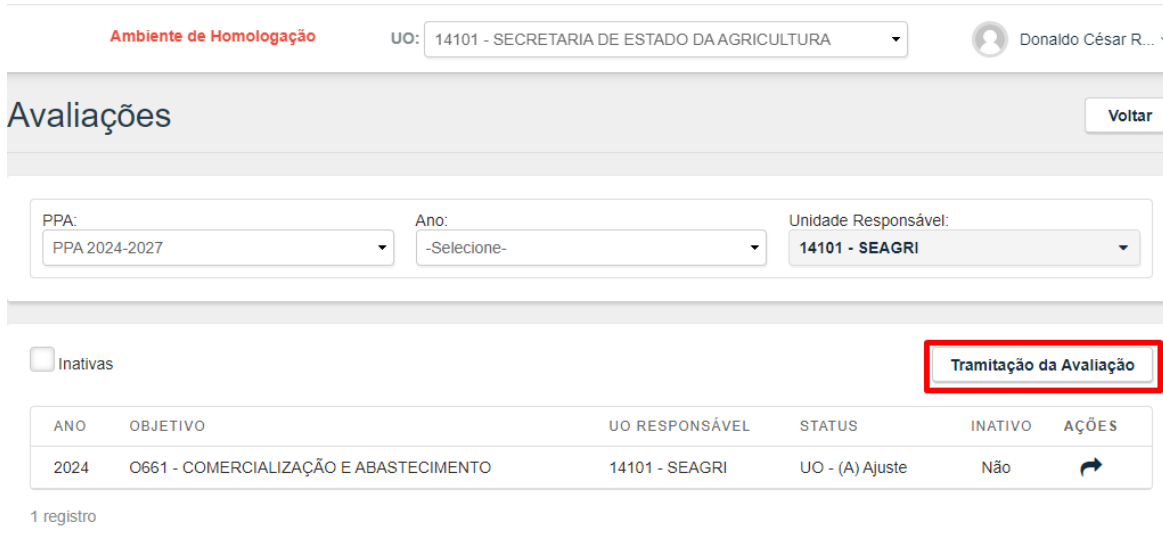 Ambiente de Homologação UO: 14101 - SECRETARIA DE ESTADO DA AGRICULTURA Donaldo César R...
Avaliações Voltar
PPA: Ano: Unidade Responsável:
PPA 2024-2027 -Selecione- 14101 - SEAGRI
Inativas Tramitação da Avaliação
ANO OBJETIVO UO RESPONSÁVEL STATUS INATIVO AÇÕES
2024 O661 - COMERCIALIZAÇÃO E ABASTECIMENTO 14101 - SEAGRI UO - (A) Ajuste Não
1 registro